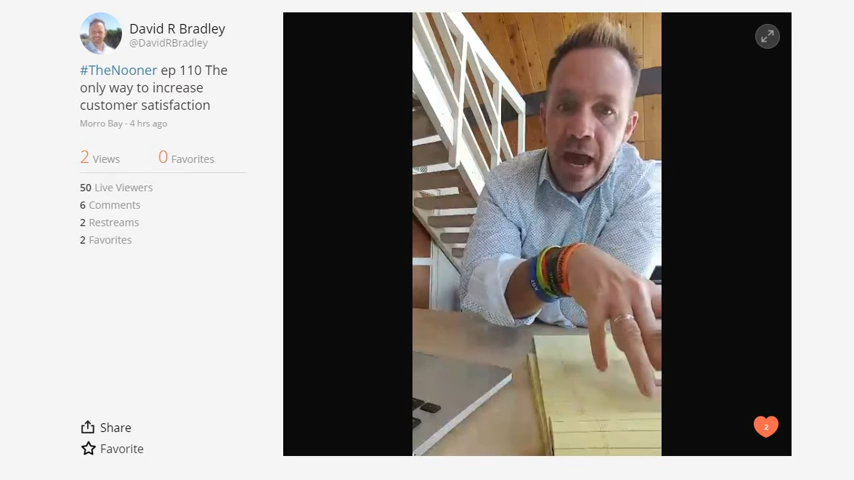 David R Bradley
@DavidRBradley
#TheNooner ep 110 The
only way to increase
customer satisfaction
Morro Bay - 4 hrs ago
2 Views 0 Favorites
50 Live Viewers
6 Comments
2 Restreams
2 Favorites
Share
Favorite
2